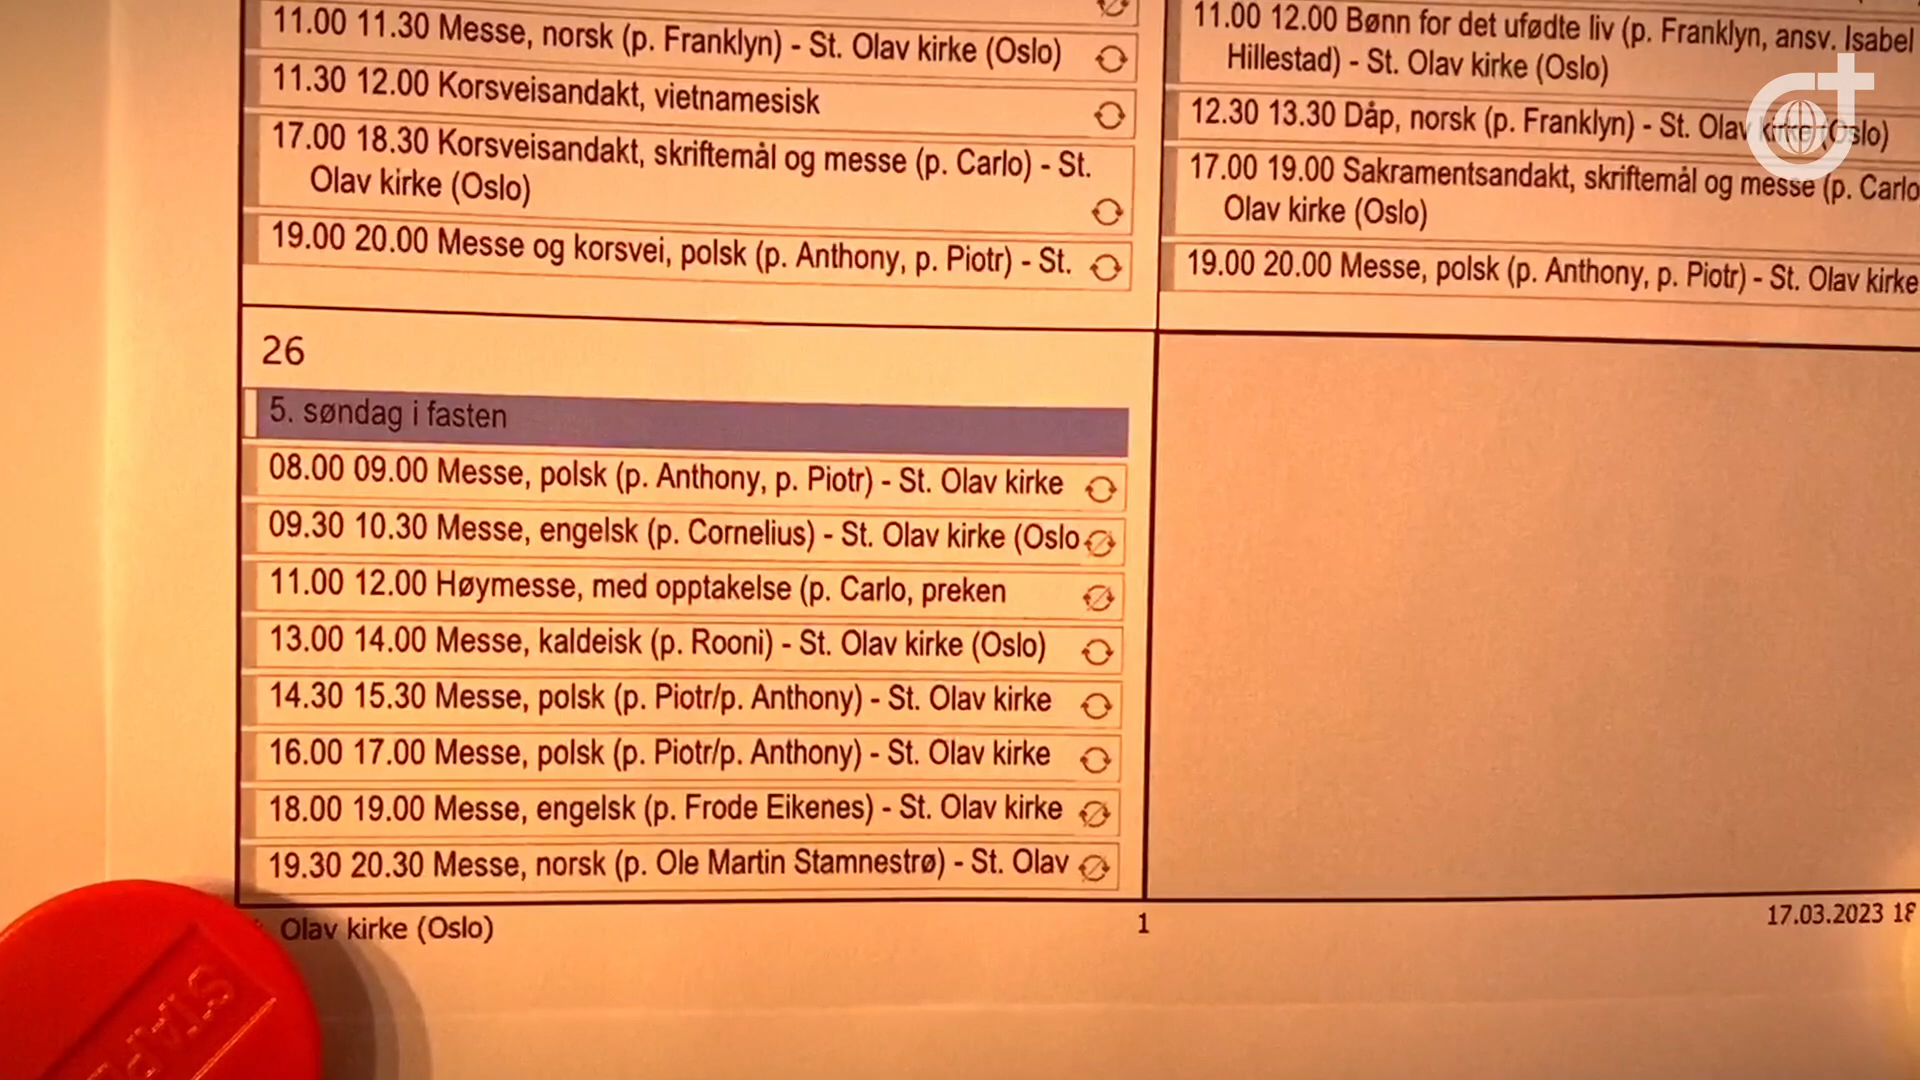 11.00 11.30 Messe, norsk (p. Franklyn) - St. Olav kirke (Oslo)
11.30 12.00 Korsveisandakt, vietnamesisk
17.00 18.30 Korsveisandakt, skriftemål og messe (p. Carlo) - St.
Olav kirke (Oslo)
19.00 20.00 Messe og korsvei, polsk (p. Anthony, p. Piotr) - St.
11.00 12.00 Bønn for det ufødte liv (p. Franklyn, ansv. Isabel
Hillestad) - St. Olav kirke (Oslo)
12.30 13.30 Dåp, norsk (p. Franklyn) - St. Olav kirke (Oslo)
17.00 19.00 Sakramentsandakt, skriftemål og messe (p. Carlo
Olav kirke (Oslo)
19.00 20.00 Messe, polsk (p. Anthony, p. Piotr) - St. Olav kirke
26
5. søndag i fasten
08.00 09.00 Messe, polsk (p. Anthony, p. Piotr) - St. Olav kirke
09.30 10.30 Messe, engelsk (p. Cornelius) - St. Olav kirke (Oslo
11.00 12.00 Høymesse, med opptakelse (p. Carlo, preken
13.00 14.00 Messe, kaldeisk (p. Rooni) - St. Olav kirke (Oslo)
14.30 15.30 Messe, polsk (p. Piotr/p. Anthony) - St. Olav kirke
16.00 17.00 Messe, polsk (p. Piotr/p. Anthony) - St. Olav kirke
18.00 19.00 Messe, engelsk (p. Frode Eikenes) - St. Olav kirke
19.30 20.30 Messe, norsk (p. Ole Martin Stamnestrø) - St. Olav
Olav kirke (Oslo)
1
17.03.2023